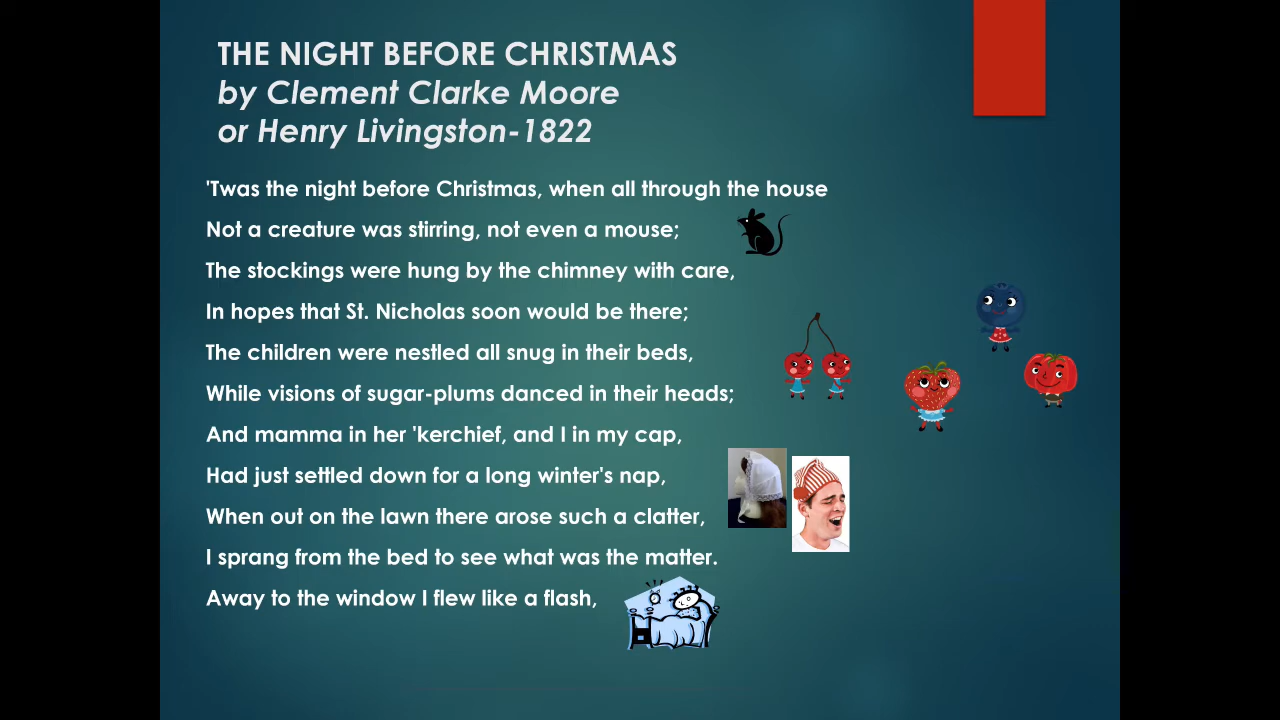 THE NIGHT BEFORE CHRISTMAS
by Clement Clarke Moore
or Henry Livingston-1822
'Twas the night before Christmas, when all through the house
Not a creature was stirring, not even a mouse;
The stockings were hung by the chimney with care,
In hopes that St. Nicholas soon would be there;
The children were nestled all snug in their beds,
While visions of sugar-plums danced in their heads;
And mamma in her 'kerchief, and I in my cap,
Had just settled down for a long winter's nap,
When out on the lawn there arose such a clatter,
I sprang from the bed to see what was the matter.
Away to the window I flew like a flash,